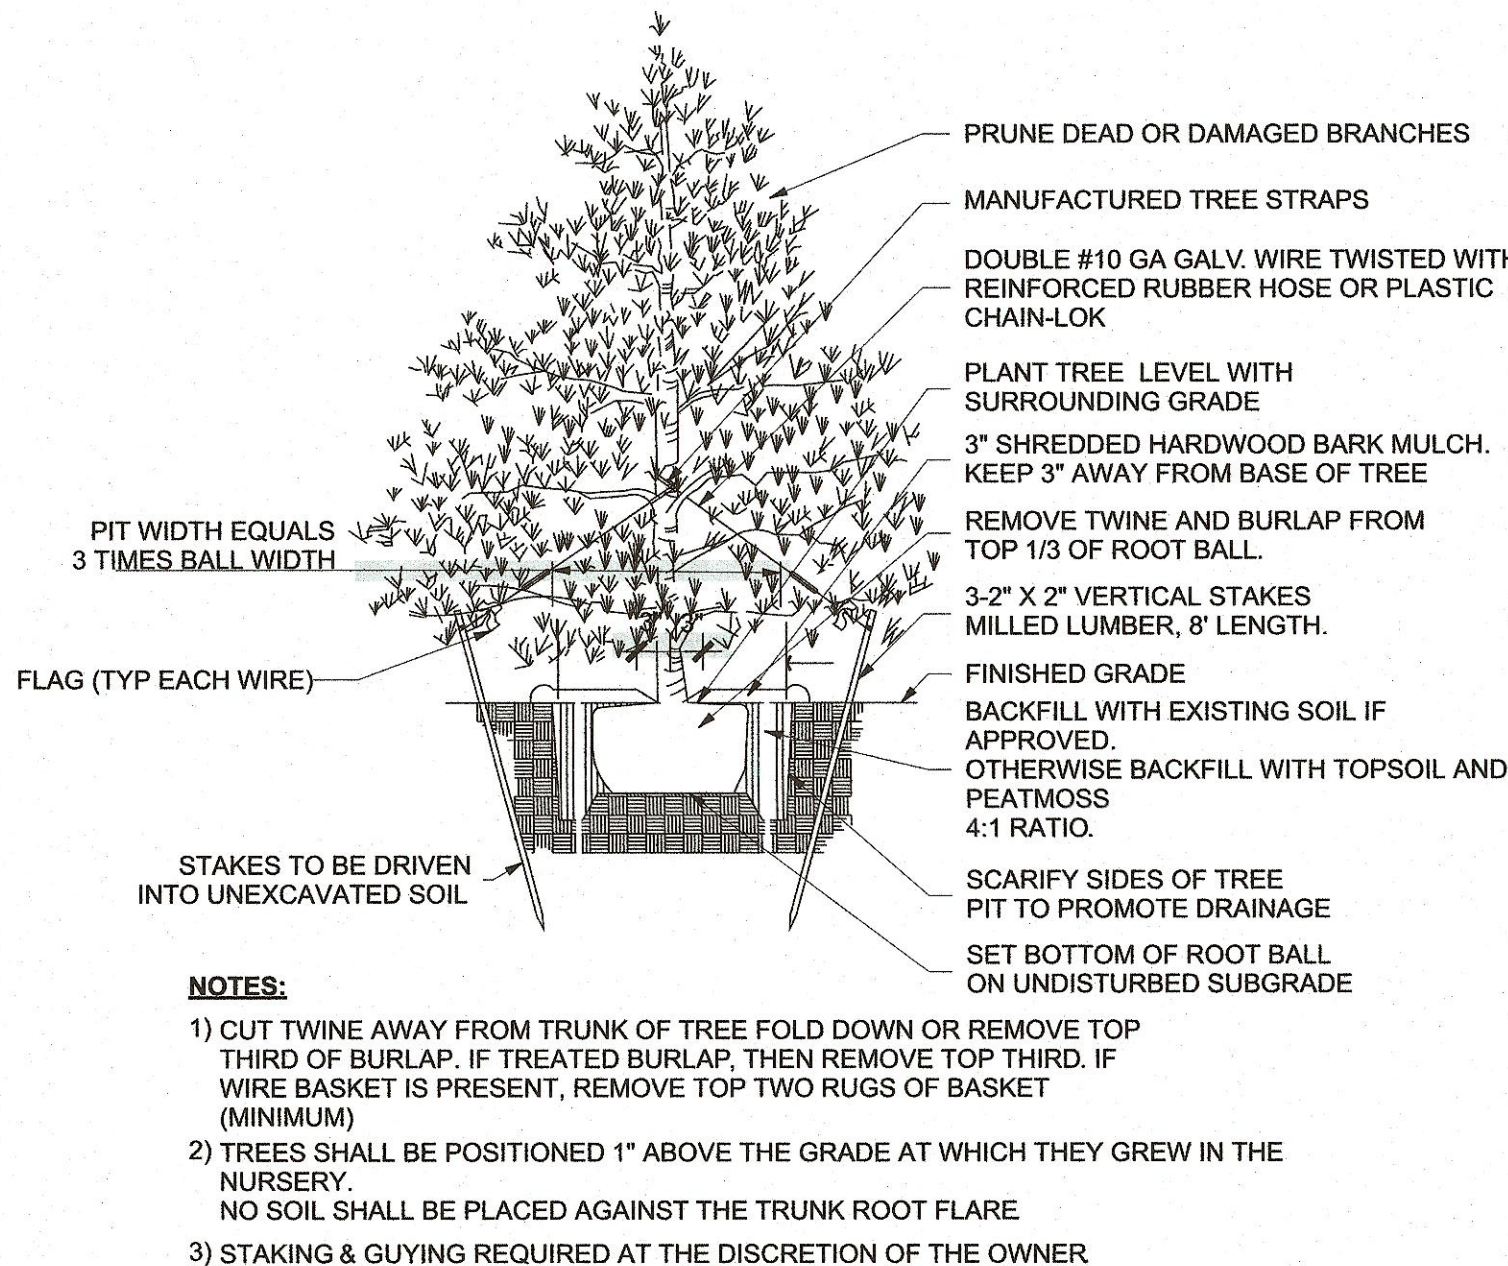 PRUNE DEAD OR DAMAGED BRANCHES
MANUFACTURED TREE STRAPS
DOUBLE #10 GA GALV. WIRE TWISTED WITH
REINFORCED RUBBER HOSE OR PLASTIC
CHAIN-LOK
PLANT TREE LEVEL WITH
SURROUNDING GRADE
3" SHREDDED HARDWOOD BARK MULCH.
KEEP 3" AWAY FROM BASE OF TREE
REMOVE TWINE AND BURLAP FROM
TOP 1/3 OF ROOT BALL.
3-2" X 2" VERTICAL STAKES
MILLED LUMBER, 8' LENGTH.
FINISHED GRADE
BACKFILL WITH EXISTING SOIL IF
APPROVED.
OTHERWISE BACKFILL WITH TOPSOIL AND
PEATMOSS
4:1 RATIO.
SCARIFY SIDES OF TREE
PIT TO PROMOTE DRAINAGE
SET BOTTOM OF ROOT BALL
ON UNDISTURBED SUBGRADE
PIT WIDTH EQUALS
3 TIMES BALL WIDTH
3" 3"
FLAG (TYP EACH WIRE)
STAKES TO BE DRIVEN
INTO UNEXCAVATED SOIL
NOTES:
1) CUT TWINE AWAY FROM TRUNK OF TREE FOLD DOWN OR REMOVE TOP
THIRD OF BURLAP. IF TREATED BURLAP, THEN REMOVE TOP THIRD. IF
WIRE BASKET IS PRESENT, REMOVE TOP TWO RUGS OF BASKET
(MINIMUM)
2) TREES SHALL BE POSITIONED 1" ABOVE THE GRADE AT WHICH THEY GREW IN THE
NURSERY.
NO SOIL SHALL BE PLACED AGAINST THE TRUNK ROOT FLARE
3) STAKING & GUYING REQUIRED AT THE DISCRETION OF THE OWNER